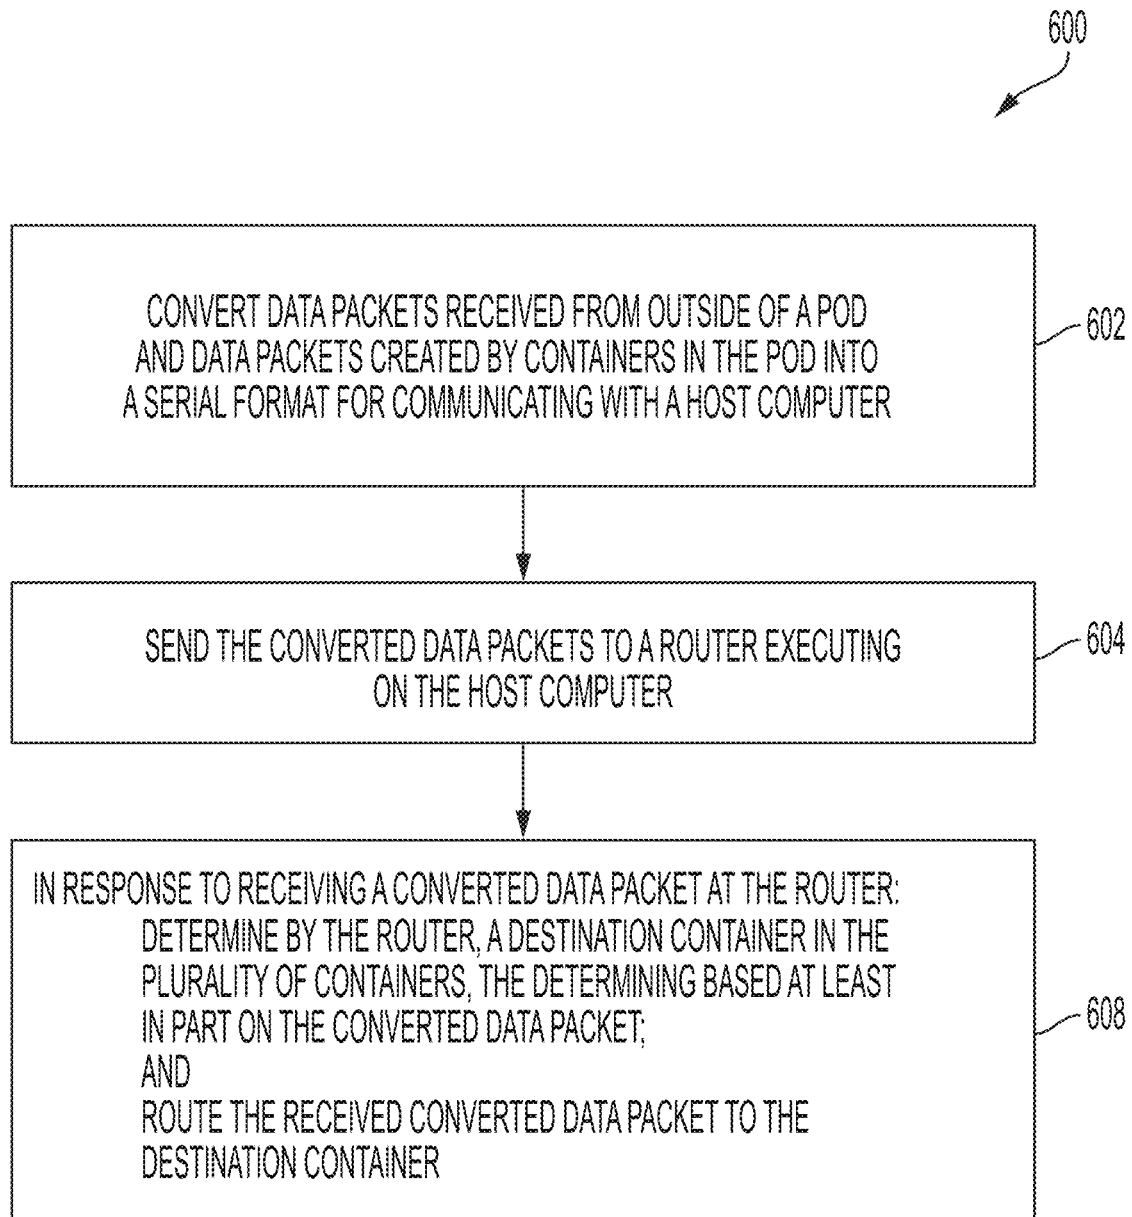 600
CONVERT DATA PACKETS RECEIVED FROM OUTSIDE OF A POD
AND DATA PACKETS CREATED BY CONTAINERS IN THE POD INTO
A SERIAL FORMAT FOR COMMUNICATING WITH A HOST COMPUTER
602
SEND THE CONVERTED DATA PACKETS TO A ROUTER EXECUTING
ON THE HOST COMPUTER
604
IN RESPONSE TO RECEIVING A CONVERTED DATA PACKET AT THE ROUTER:
DETERMINE BY THE ROUTER, A DESTINATION CONTAINER IN THE
PLURALITY OF CONTAINERS, THE DETERMINING BASED AT LEAST
IN PART ON THE CONVERTED DATA PACKET;
AND
ROUTE THE RECEIVED CONVERTED DATA PACKET TO THE
DESTINATION CONTAINER
608